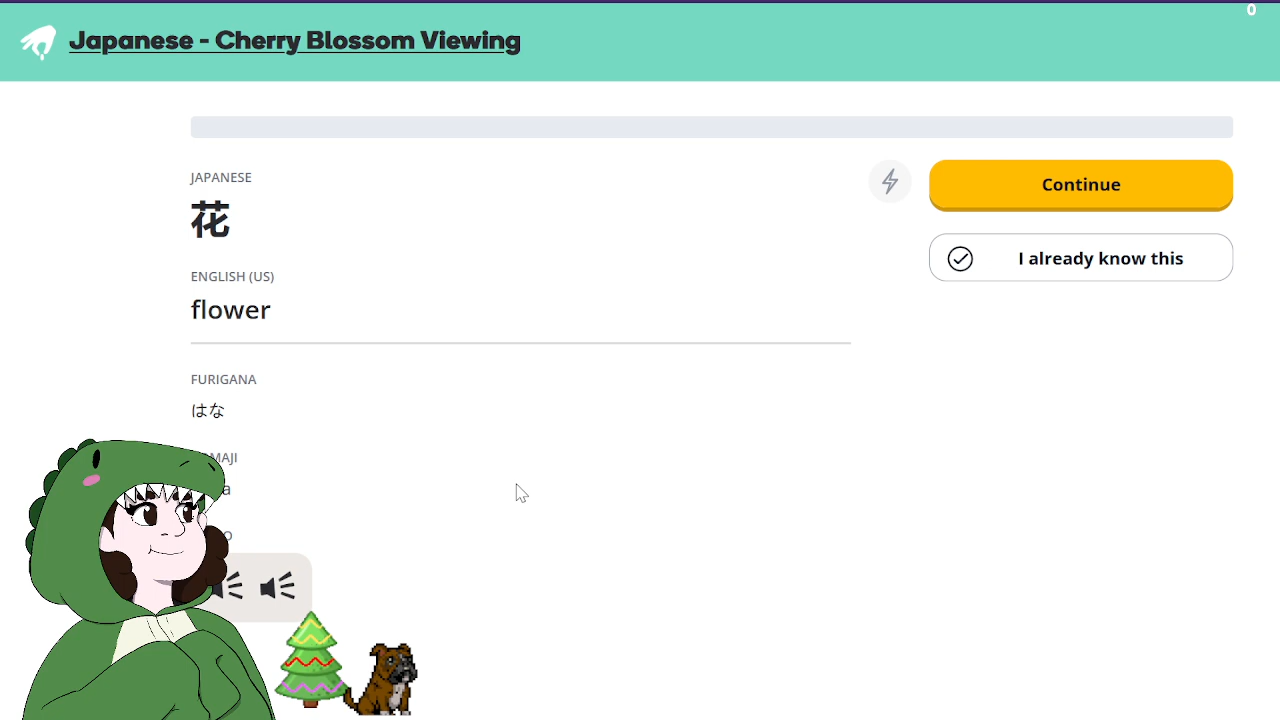 0
Japanese - Cherry Blossom Viewing
JAPANESE
花
Continue
ENGLISH (US)
I already know this
flower
FURIGANA
はな